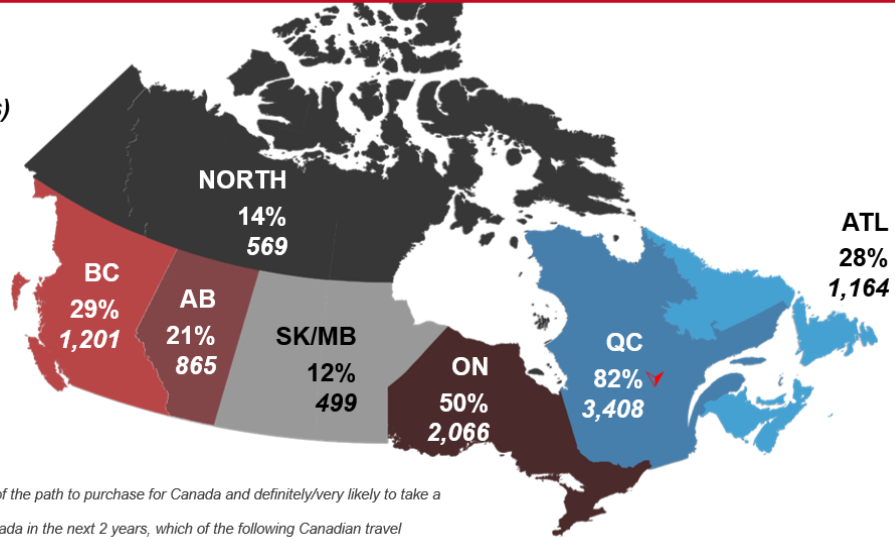 s)
NORTH
14%
569
ATL
28%
1,164
BC
29%
1,201
AB
21%
865
SK/MB
12%
499
ON
50%
2,066
QC
82%
3,408
of the path to purchase for Canada and definitely/very likely to take a
ada in the next 2 years, which of the following Canadian travel